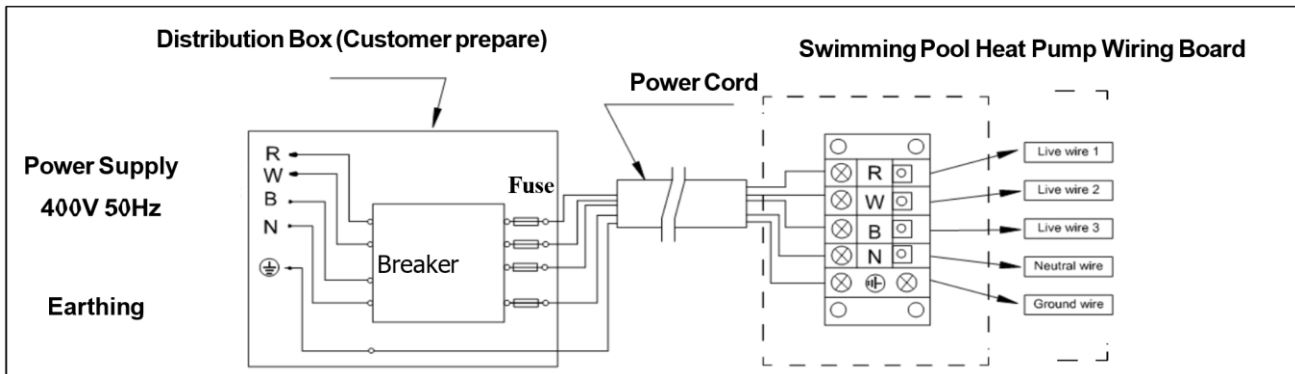 Distribution Box (Customer prepare)
Swimming Pool Heat Pump Wiring Board
Power Cord
Power Supply
400V 50Hz
Earthing
R
W
B
N
Breaker
Fuse
R
W
B
N
Live wire 1
Live wire 2
Live wire 3
Neutral wire
Ground wire